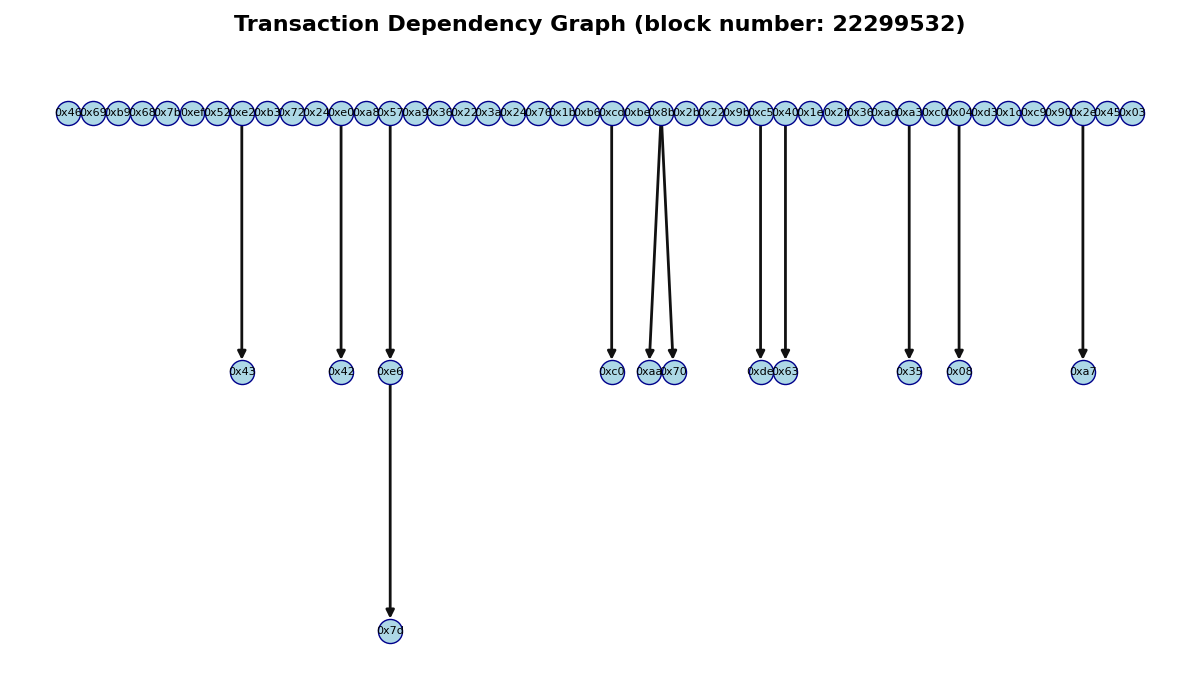 Transaction Dependency Graph (block number: 22299532)
0x46 0x69 0xb9 0x68 0x7b 0xef 0x52 0xe2 0xb3 0x72 0x24 0xe0 0xa8 0x57 0xa9 0x36 0x22 0x3a 0x24 0x76 0x1b 0xb6 0xcd 0xbe 0x8b 0x2b 0x22 0x9b 0xc5 0x40 0x1e 0x2f 0x36 0xad 0xa3 0xc0 0x04 0xd3 0x1c 0xc9 0x90 0x2e 0x45 0x03
0x43 0x42 0xe6 0xc0 0xaa 0x70 0xde 0x63 0x35 0x08 0xa7
0x7d